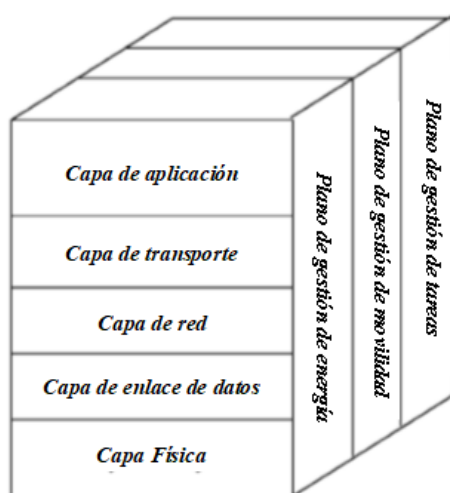 Capa de aplicación
Capa de transporte
Capa de red
Capa de enlace de datos
Capa Física
Plano de gestión de energía
Plano de gestión de movilidad
Plano de gestión de tareas